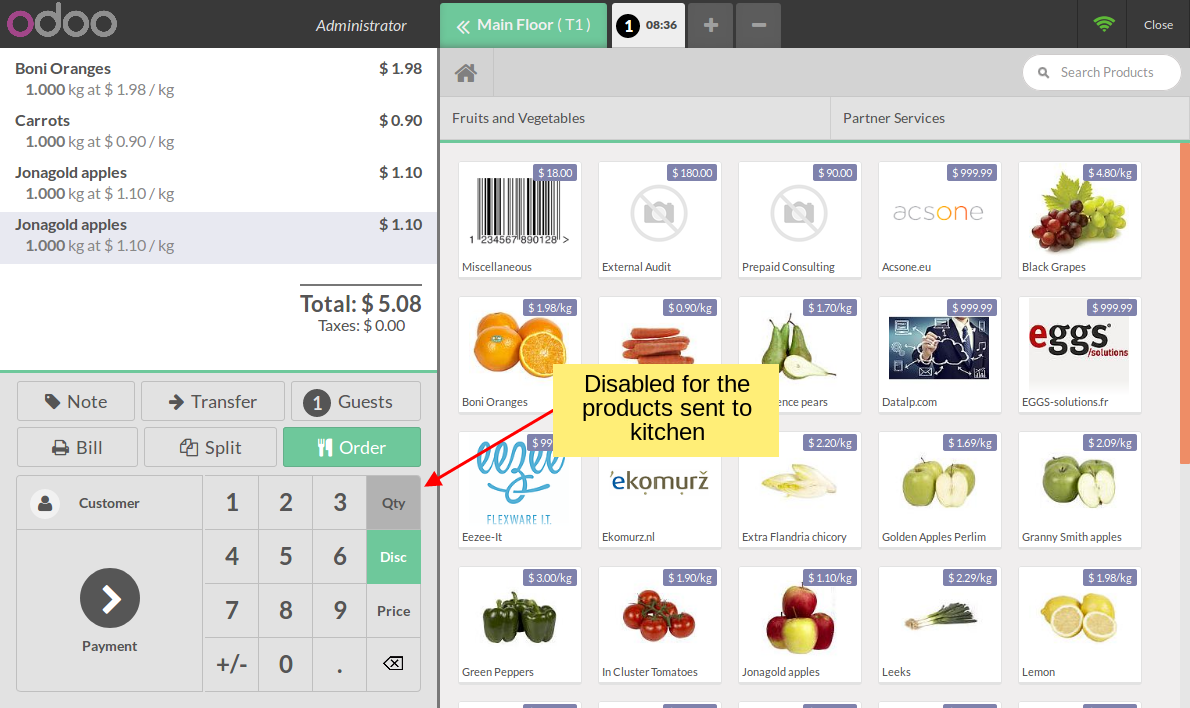 odoo
Administrator
Main Floor ( T1 )
1 08:36
+
−
Close
Boni Oranges $ 1.98
1.000 kg at $ 1.98 / kg
Carrots $ 0.90
1.000 kg at $ 0.90 / kg
Jonagold apples $ 1.10
1.000 kg at $ 1.10 / kg
Jonagold apples $ 1.10
1.000 kg at $ 1.10 / kg
Total: $ 5.08
Taxes: $ 0.00
Note
Transfer
1 Guests
Bill
Split
Order
Customer
Payment
1 2 3 Qty
4 5 6 Disc
7 8 9 Price
+/- 0 .
Search Products
Fruits and Vegetables
Partner Services
$ 18.00
1 234567 890128 >
Miscellaneous
$ 180.00
External Audit
$ 90.00
Prepaid Consulting
$ 999.99
acsone
Acsone.eu
$ 4.80/kg
Black Grapes
$ 1.98/kg
Boni Oranges
$ 0.90/kg
$ 1.70/kg
ence pears
$ 999.99
Datalp.com
$ 999.99
eggs
/solutions
EGGS-solutions.fr
Disabled for the
products sent to
kitchen
$ 99
eezee
FLEXWARE I.T.
Eezee-It
'ekomurž
Ekomurz.nl
$ 2.20/kg
Extra Flandria chicory
$ 1.69/kg
Golden Apples Perlim
$ 2.09/kg
Granny Smith apples
$ 3.00/kg
Green Peppers
$ 1.90/kg
In Cluster Tomatoes
$ 1.10/kg
Jonagold apples
$ 2.29/kg
Leeks
$ 1.98/kg
Lemon